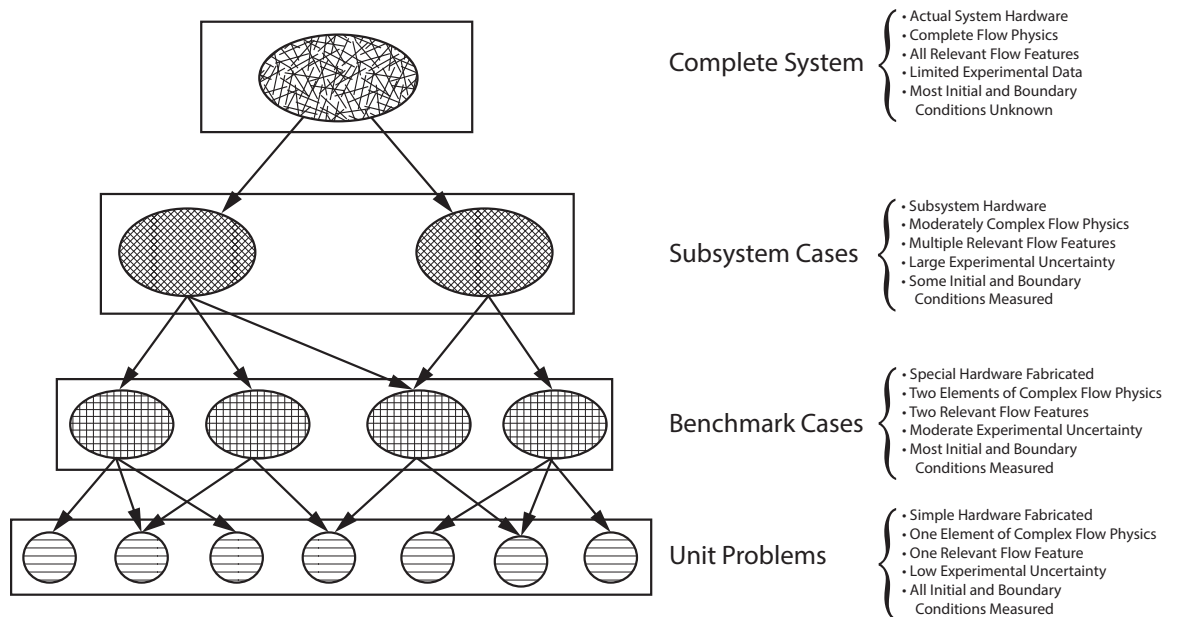 Complete System
• Actual System Hardware
• Complete Flow Physics
• All Relevant Flow Features
• Limited Experimental Data
• Most Initial and Boundary
Conditions Unknown
Subsystem Cases
• Subsystem Hardware
• Moderately Complex Flow Physics
• Multiple Relevant Flow Features
• Large Experimental Uncertainty
• Some Initial and Boundary
Conditions Measured
Benchmark Cases
• Special Hardware Fabricated
• Two Elements of Complex Flow Physics
• Two Relevant Flow Features
• Moderate Experimental Uncertainty
• Most Initial and Boundary
Conditions Measured
Unit Problems
• Simple Hardware Fabricated
• One Element of Complex Flow Physics
• One Relevant Flow Feature
• Low Experimental Uncertainty
• All Initial and Boundary
Conditions Measured